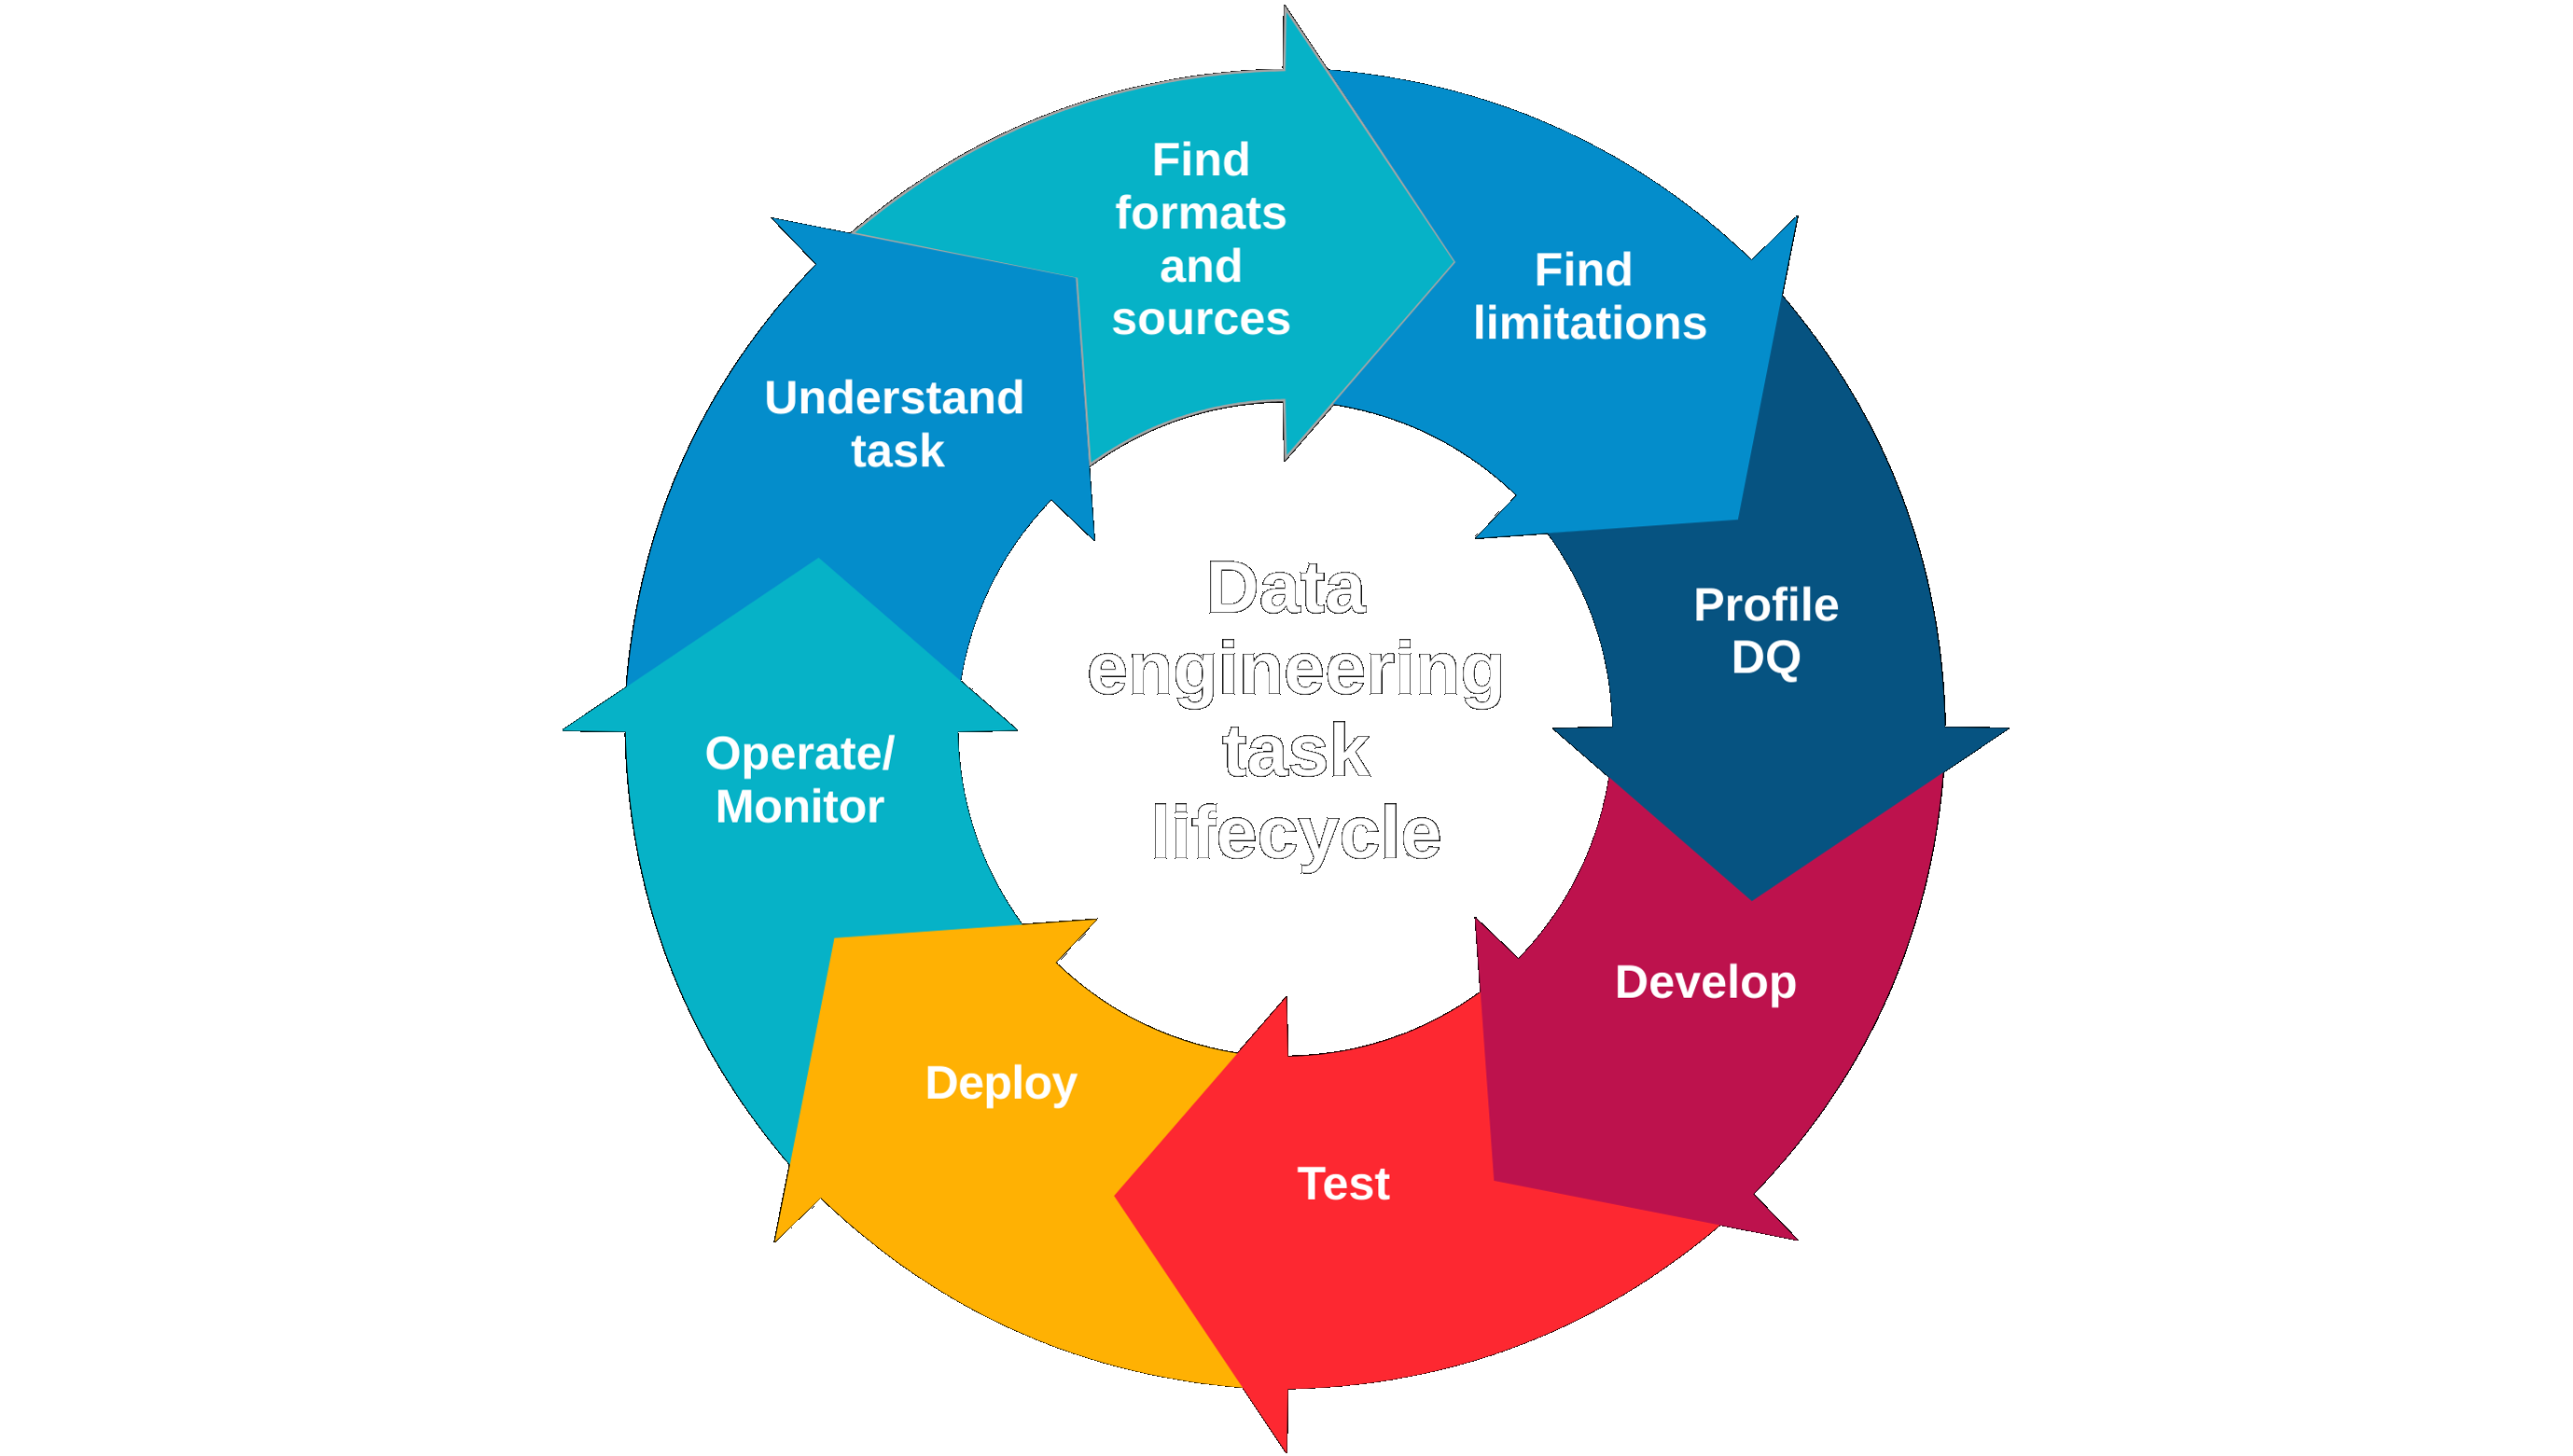 Find
formats
and
sources
Find
limitations
Profile
DQ
Develop
Test
Deploy
Operate/
Monitor
Understand
task
Data
engineering
task
lifecycle